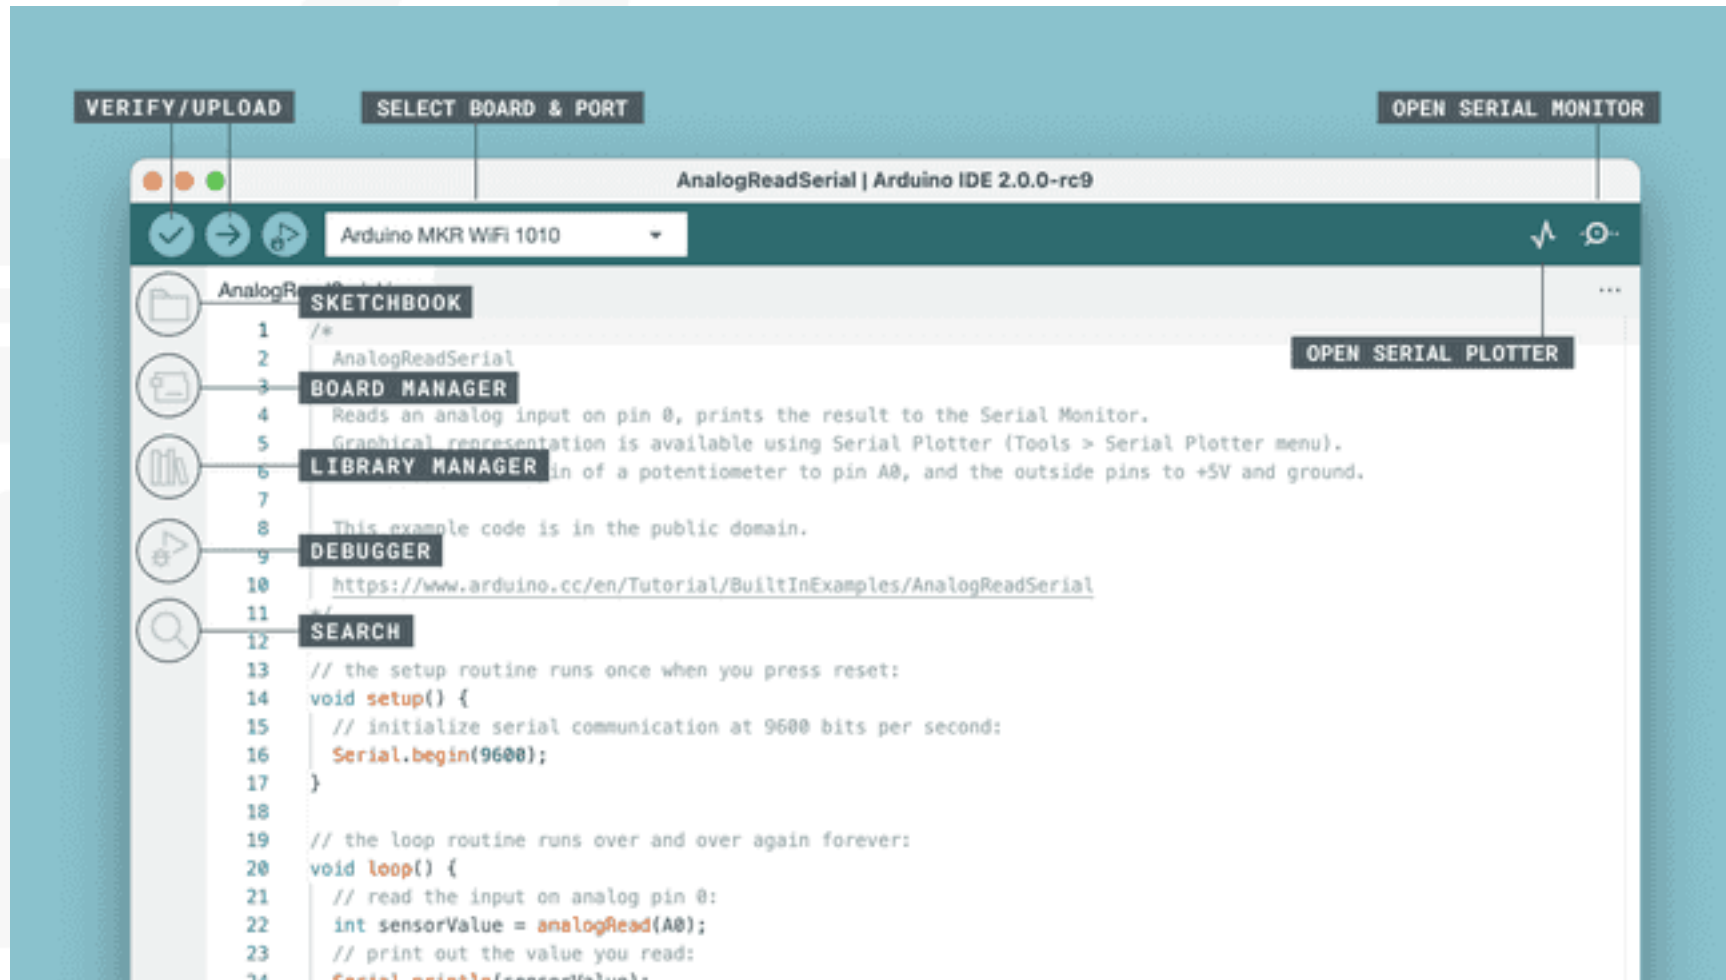 VERIFY/UPLOAD
SELECT BOARD & PORT
OPEN SERIAL MONITOR
AnalogReadSerial | Arduino IDE 2.0.0-rc9
Arduino MKR WiFi 1010
SKETCHBOOK
...
1 /*
2 AnalogReadSerial
OPEN SERIAL PLOTTER
3
BOARD MANAGER
4 Reads an analog input on pin 0, prints the result to the Serial Monitor.
5 Graphical representation is available using Serial Plotter (Tools > Serial Plotter menu).
LIBRARY MANAGER
6 of a potentiometer to pin A0, and the outside pins to +5V and ground.
7
8 This example code is in the public domain.
9
DEBUGGER
10 https://www.arduino.cc/en/Tutorial/BuiltInExamples/AnalogReadSerial
11 */
SEARCH
12
13 // the setup routine runs once when you press reset:
14 void setup() {
15 // initialize serial communication at 9600 bits per second:
16 Serial.begin(9600);
17 }
18
19 // the loop routine runs over and over again forever:
20 void loop() {
21 // read the input on analog pin 0:
22 int sensorValue = analogRead(A0);
23 // print out the value you read:
24 Serial.println(sensorValue);